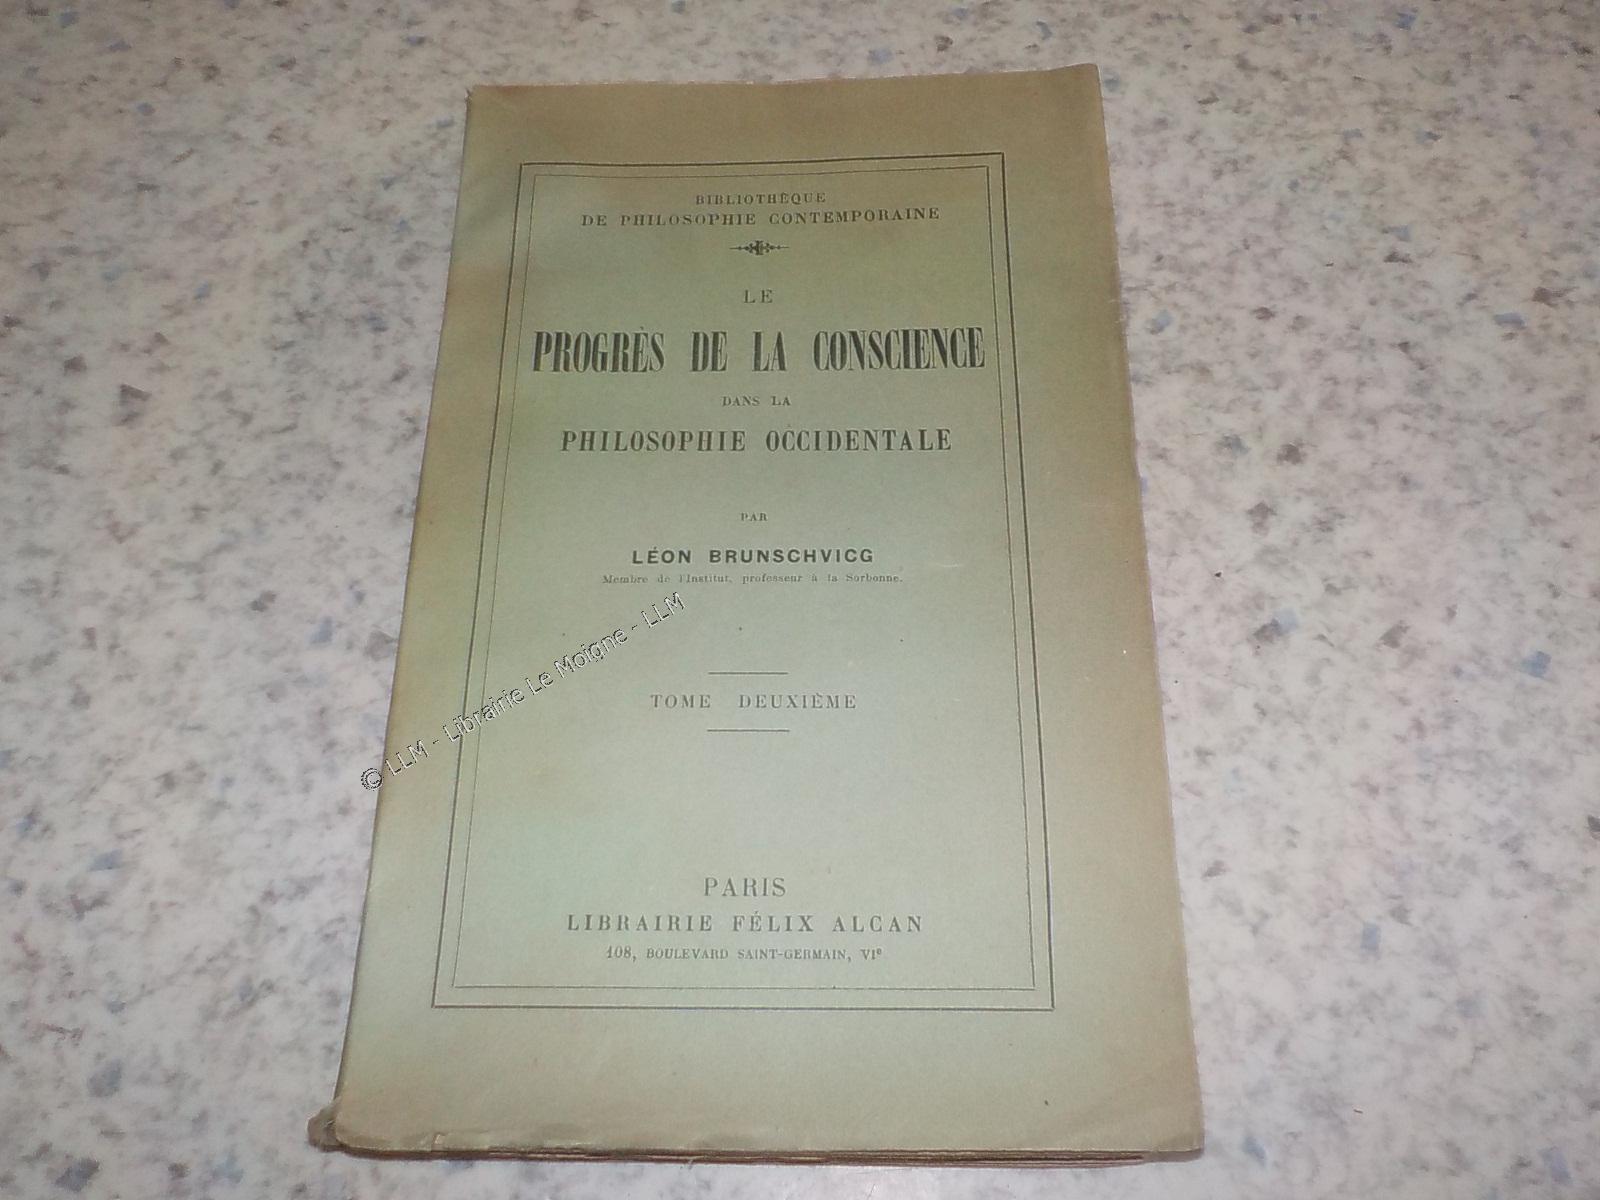 BIBLIOTHÈQUE
DE PHILOSOPHIE CONTEMPORAINE
LE
PROGRÈS DE LA CONSCIENCE
DANS LA
PHILOSOPHIE OCCIDENTALE
PAR
LÉON BRUNSCHVICG
Membre de l'Institut, professeur à la Sorbonne.
© LLM - Librairie Le Moigne - LLM
TOME DEUXIÈME
PARIS
LIBRAIRIE FÉLIX ALCAN
108, BOULEVARD SAINT-GERMAIN, VIᵉ